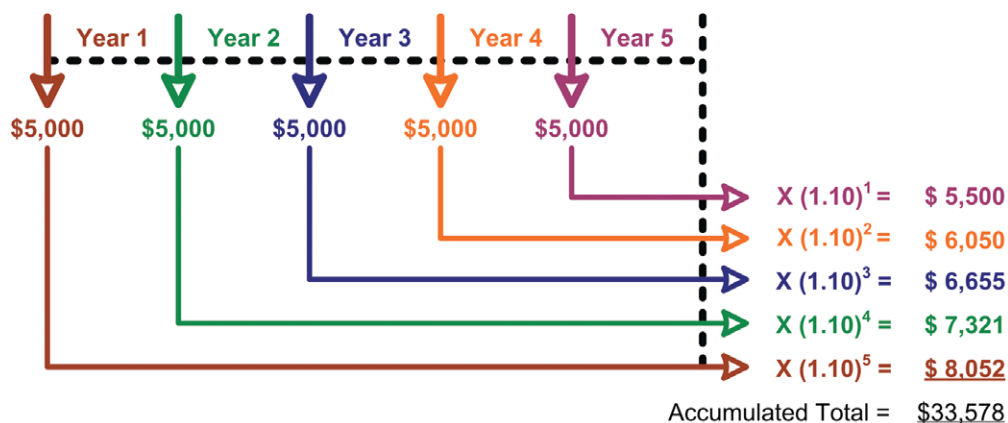 Year 1 Year 2 Year 3 Year 4 Year 5
$5,000 $5,000 $5,000 $5,000 $5,000
X (1.10)¹ = $ 5,500
X (1.10)² = $ 6,050
X (1.10)³ = $ 6,655
X (1.10)⁴ = $ 7,321
X (1.10)⁵ = $ 8,052
Accumulated Total = $33,578